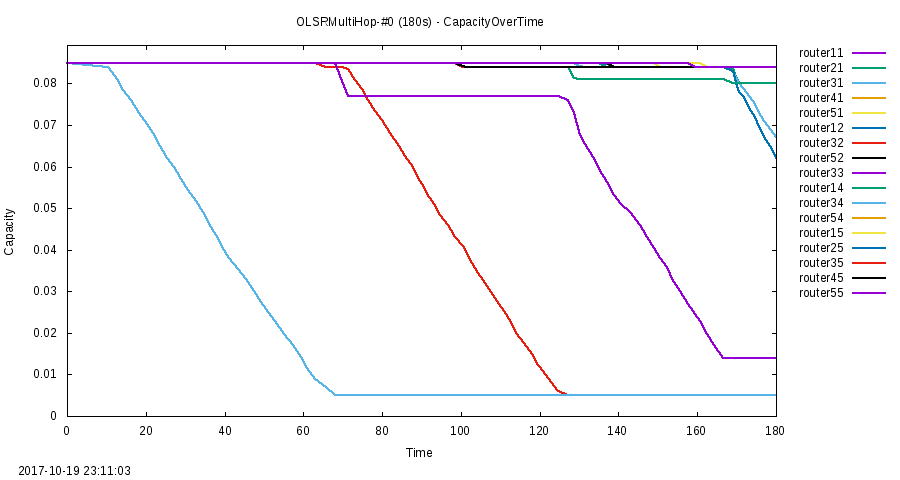 OLSRMultiHop-#0 (180s) - CapacityOverTime
Capacity
0.08
0.07
0.06
0.05
0.04
0.03
0.02
0.01
0
0 20 40 60 80 100 120 140 160 180
Time
router11
router21
router31
router41
router51
router12
router32
router52
router33
router14
router34
router54
router15
router25
router35
router45
router55
2017-10-19 23:11:03